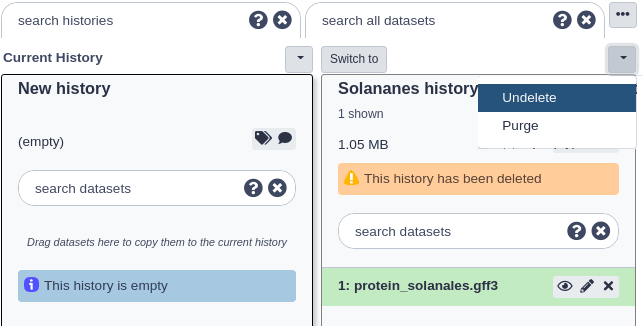 search histories
search all datasets
Current History
Switch to
New history
Solananes history
Undelete
Purge
1 shown
(empty)
1.05 MB
This history has been deleted
search datasets
search datasets
Drag datasets here to copy them to the current history
This history is empty
1: protein_solanales.gff3